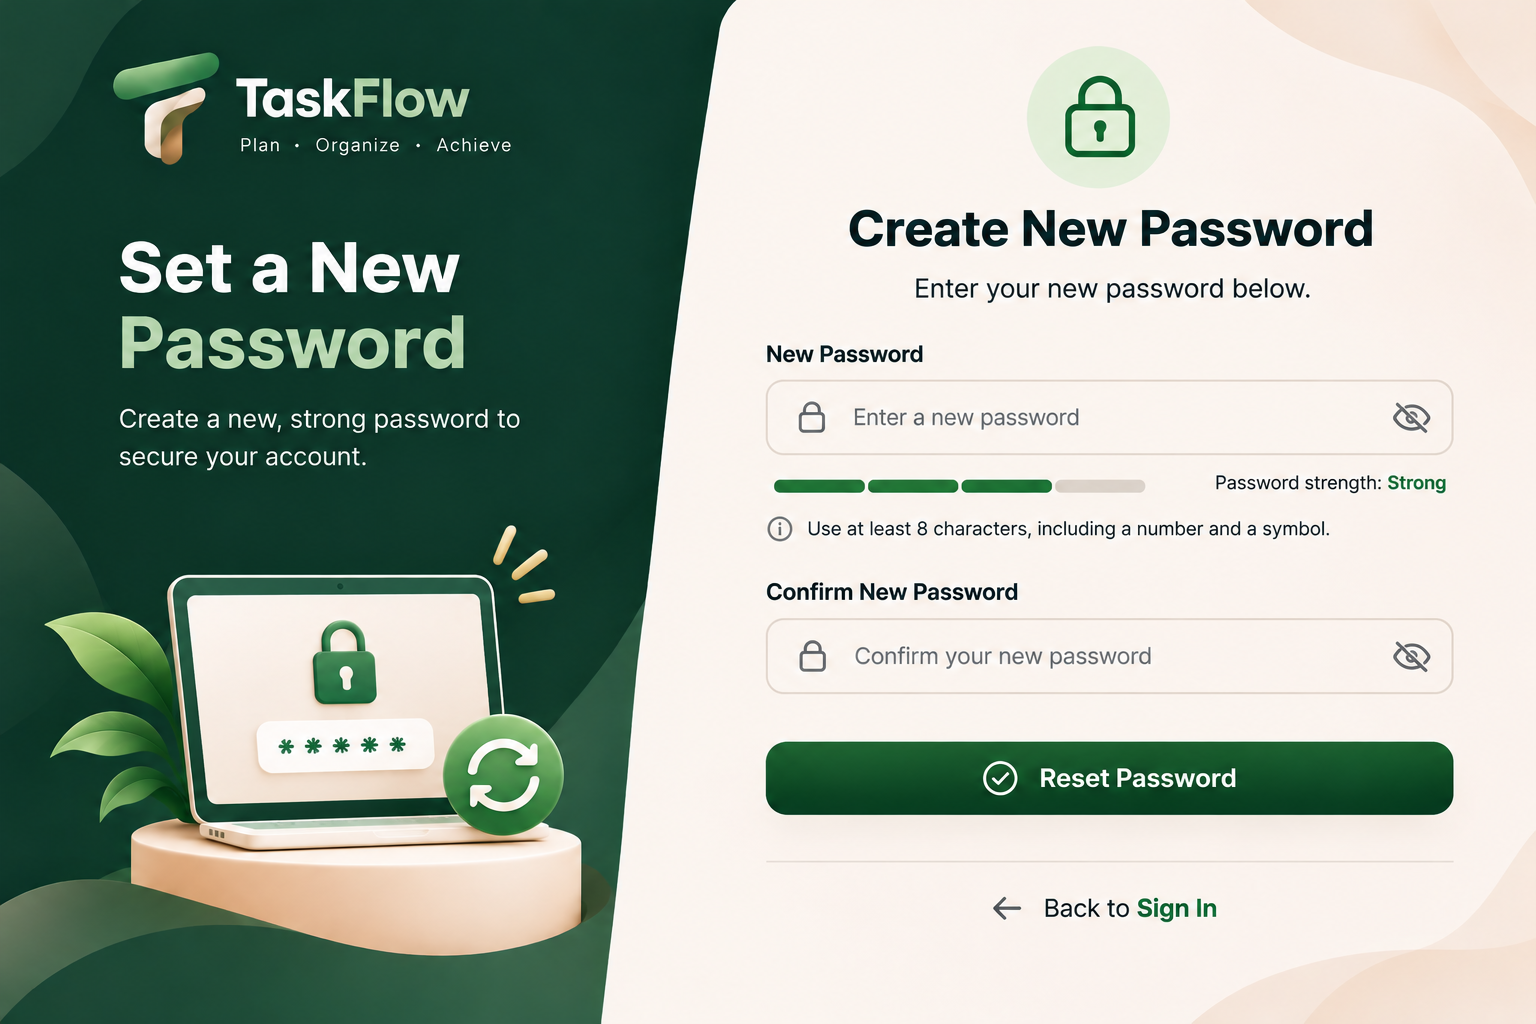 TaskFlow
Plan • Organize • Achieve
Set a New
Password
Create a new, strong password to
secure your account.
*****
Create New Password
Enter your new password below.
New Password
Enter a new password
Password strength: Strong
Use at least 8 characters, including a number and a symbol.
Confirm New Password
Confirm your new password
Reset Password
Back to Sign In